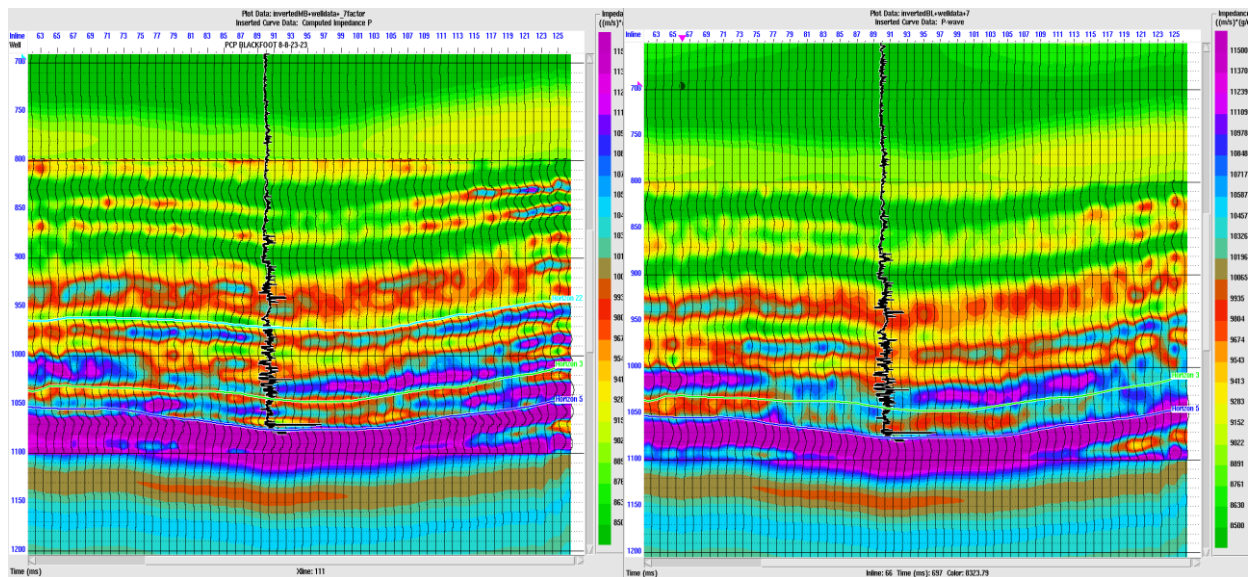 Plot Data: invertedMB+welldata+_7factor
Inserted Curve Data: Computed Impedance P
Inline 63 65 67 69 71 73 75 77 79 81 83 85 87 89 91 93 95 97 99 101 103 105 107 109 111 113 115 117 119 121 123 125
Well PCP BLACKFOOT 8-8-23-23
700
750
800
850
900
950
1000
1050
1100
1150
1200
Horizon 3
Horizon 5
Time (ms)
Xline: 111
Impedanc
Plot Data: invertedBL+welldata+7
Inserted Curve Data: P-wave
Inline 63 65 67 69 71 73 75 77 79 81 83 85 87 89 91 93 95 97 99 101 103 105 107 109 111 113 115 117 119 121 123 125
750
800
850
900
950
1000
1050
1100
1150
1200
Horizon 3
Horizon 5
Time (ms)
Inline: 66 Time (ms): 697 Color: 8323.79
Impedance
((m/s)*(g/c
11500
11370
11109
10978
10848
10717
10587
10457
10326
10196
10065
9935
9804
9674
9543
9413
9283
9152
9022
8891
8761
8630
8500